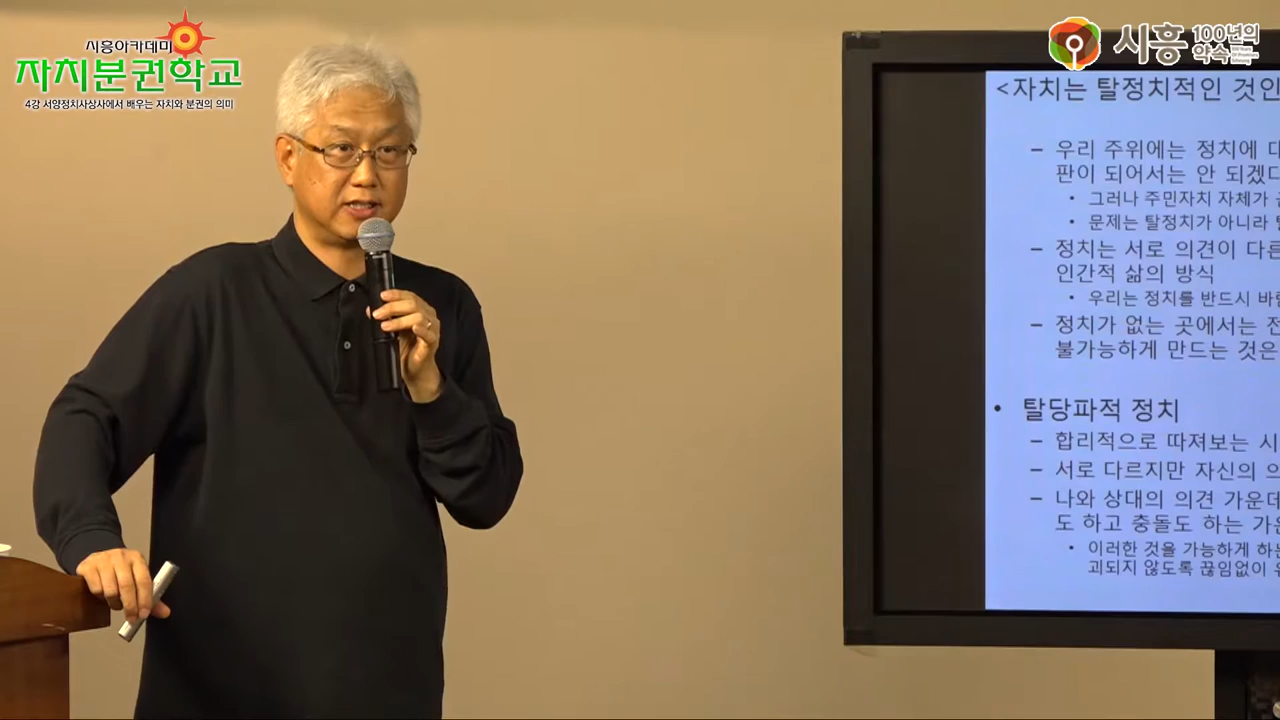 시흥아카데미
자치분권학교
4강 서양정치사상사에서 배우는 자치와 분권의 의미
시흥 100년의
약속
<자치는 탈정치적인 것인
– 우리 주위에는 정치에 대
판이 되어서는 안 되겠다
• 그러나 주민자치 자체가
• 문제는 탈정치가 아니라
– 정치는 서로 의견이 다른
인간적 삶의 방식
• 우리는 정치를 반드시 바람
– 정치가 없는 곳에서는 전
불가능하게 만드는 것은
• 탈당파적 정치
– 합리적으로 따져보는 시
– 서로 다르지만 자신의 의
– 나와 상대의 의견 가운데
도 하고 충돌도 하는 가운
• 이러한 것을 가능하게 하는
괴되지 않도록 끊임없이